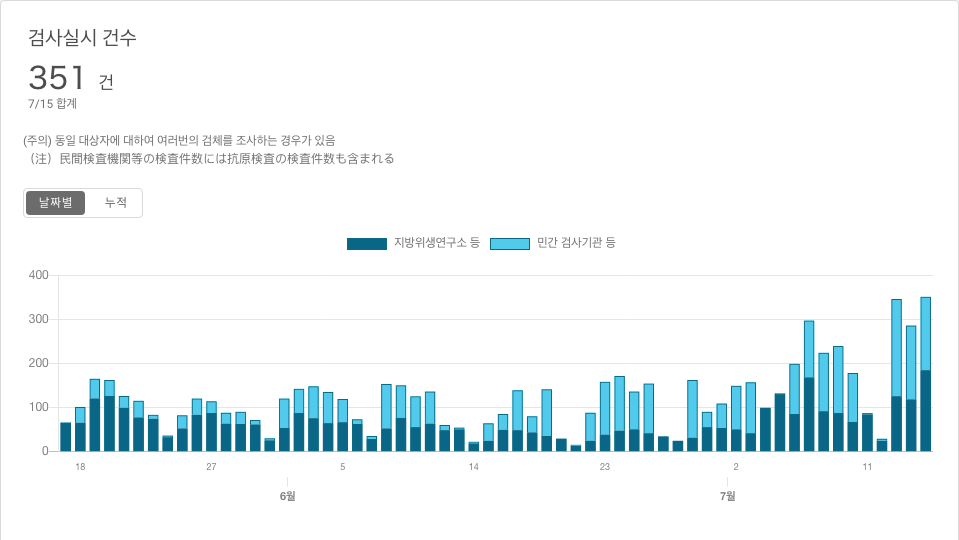 검사실시 건수
351 건
7/15 합계
(주의) 동일 대상자에 대하여 여러번의 검체를 조사하는 경우가 있음
（注）民間検査機関等の検査件数には抗原検査の検査件数も含まれる
날짜별 누적
지방위생연구소 등 민간 검사기관 등
400
300
200
100
0
18 27 5 14 23 2 11
6월 7월